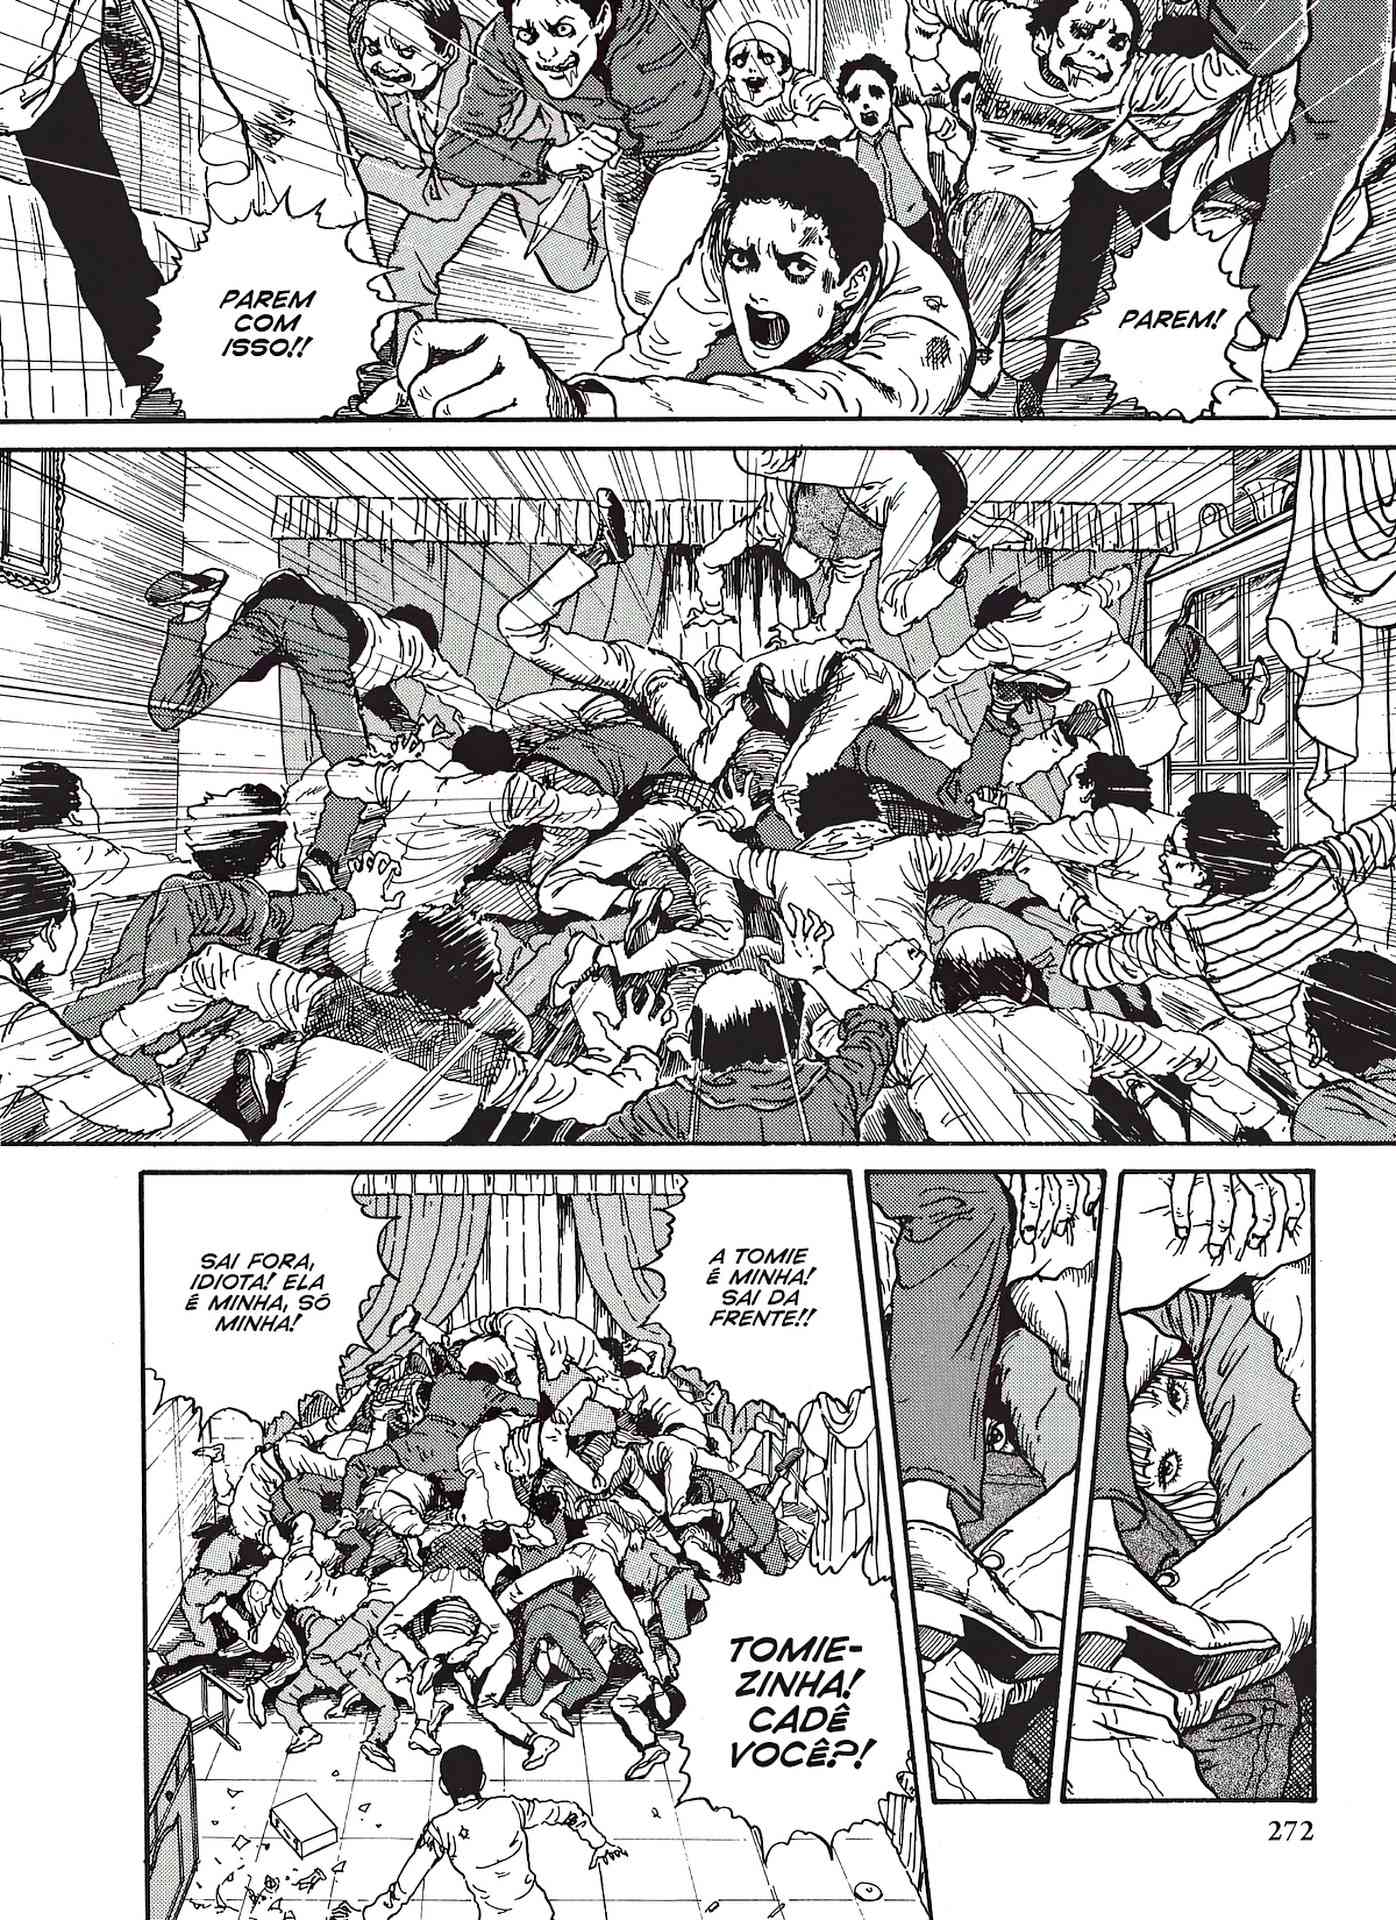 PAREM!
PAREM
COM
ISSO!!
A TOMIE
É MINHA!
SAI DA
FRENTE!!
SAI FORA,
IDIOTA! ELA
É MINHA, SÓ
MINHA!
TOMIE-
ZINHA!
CADÊ
VOCÊ?!
272